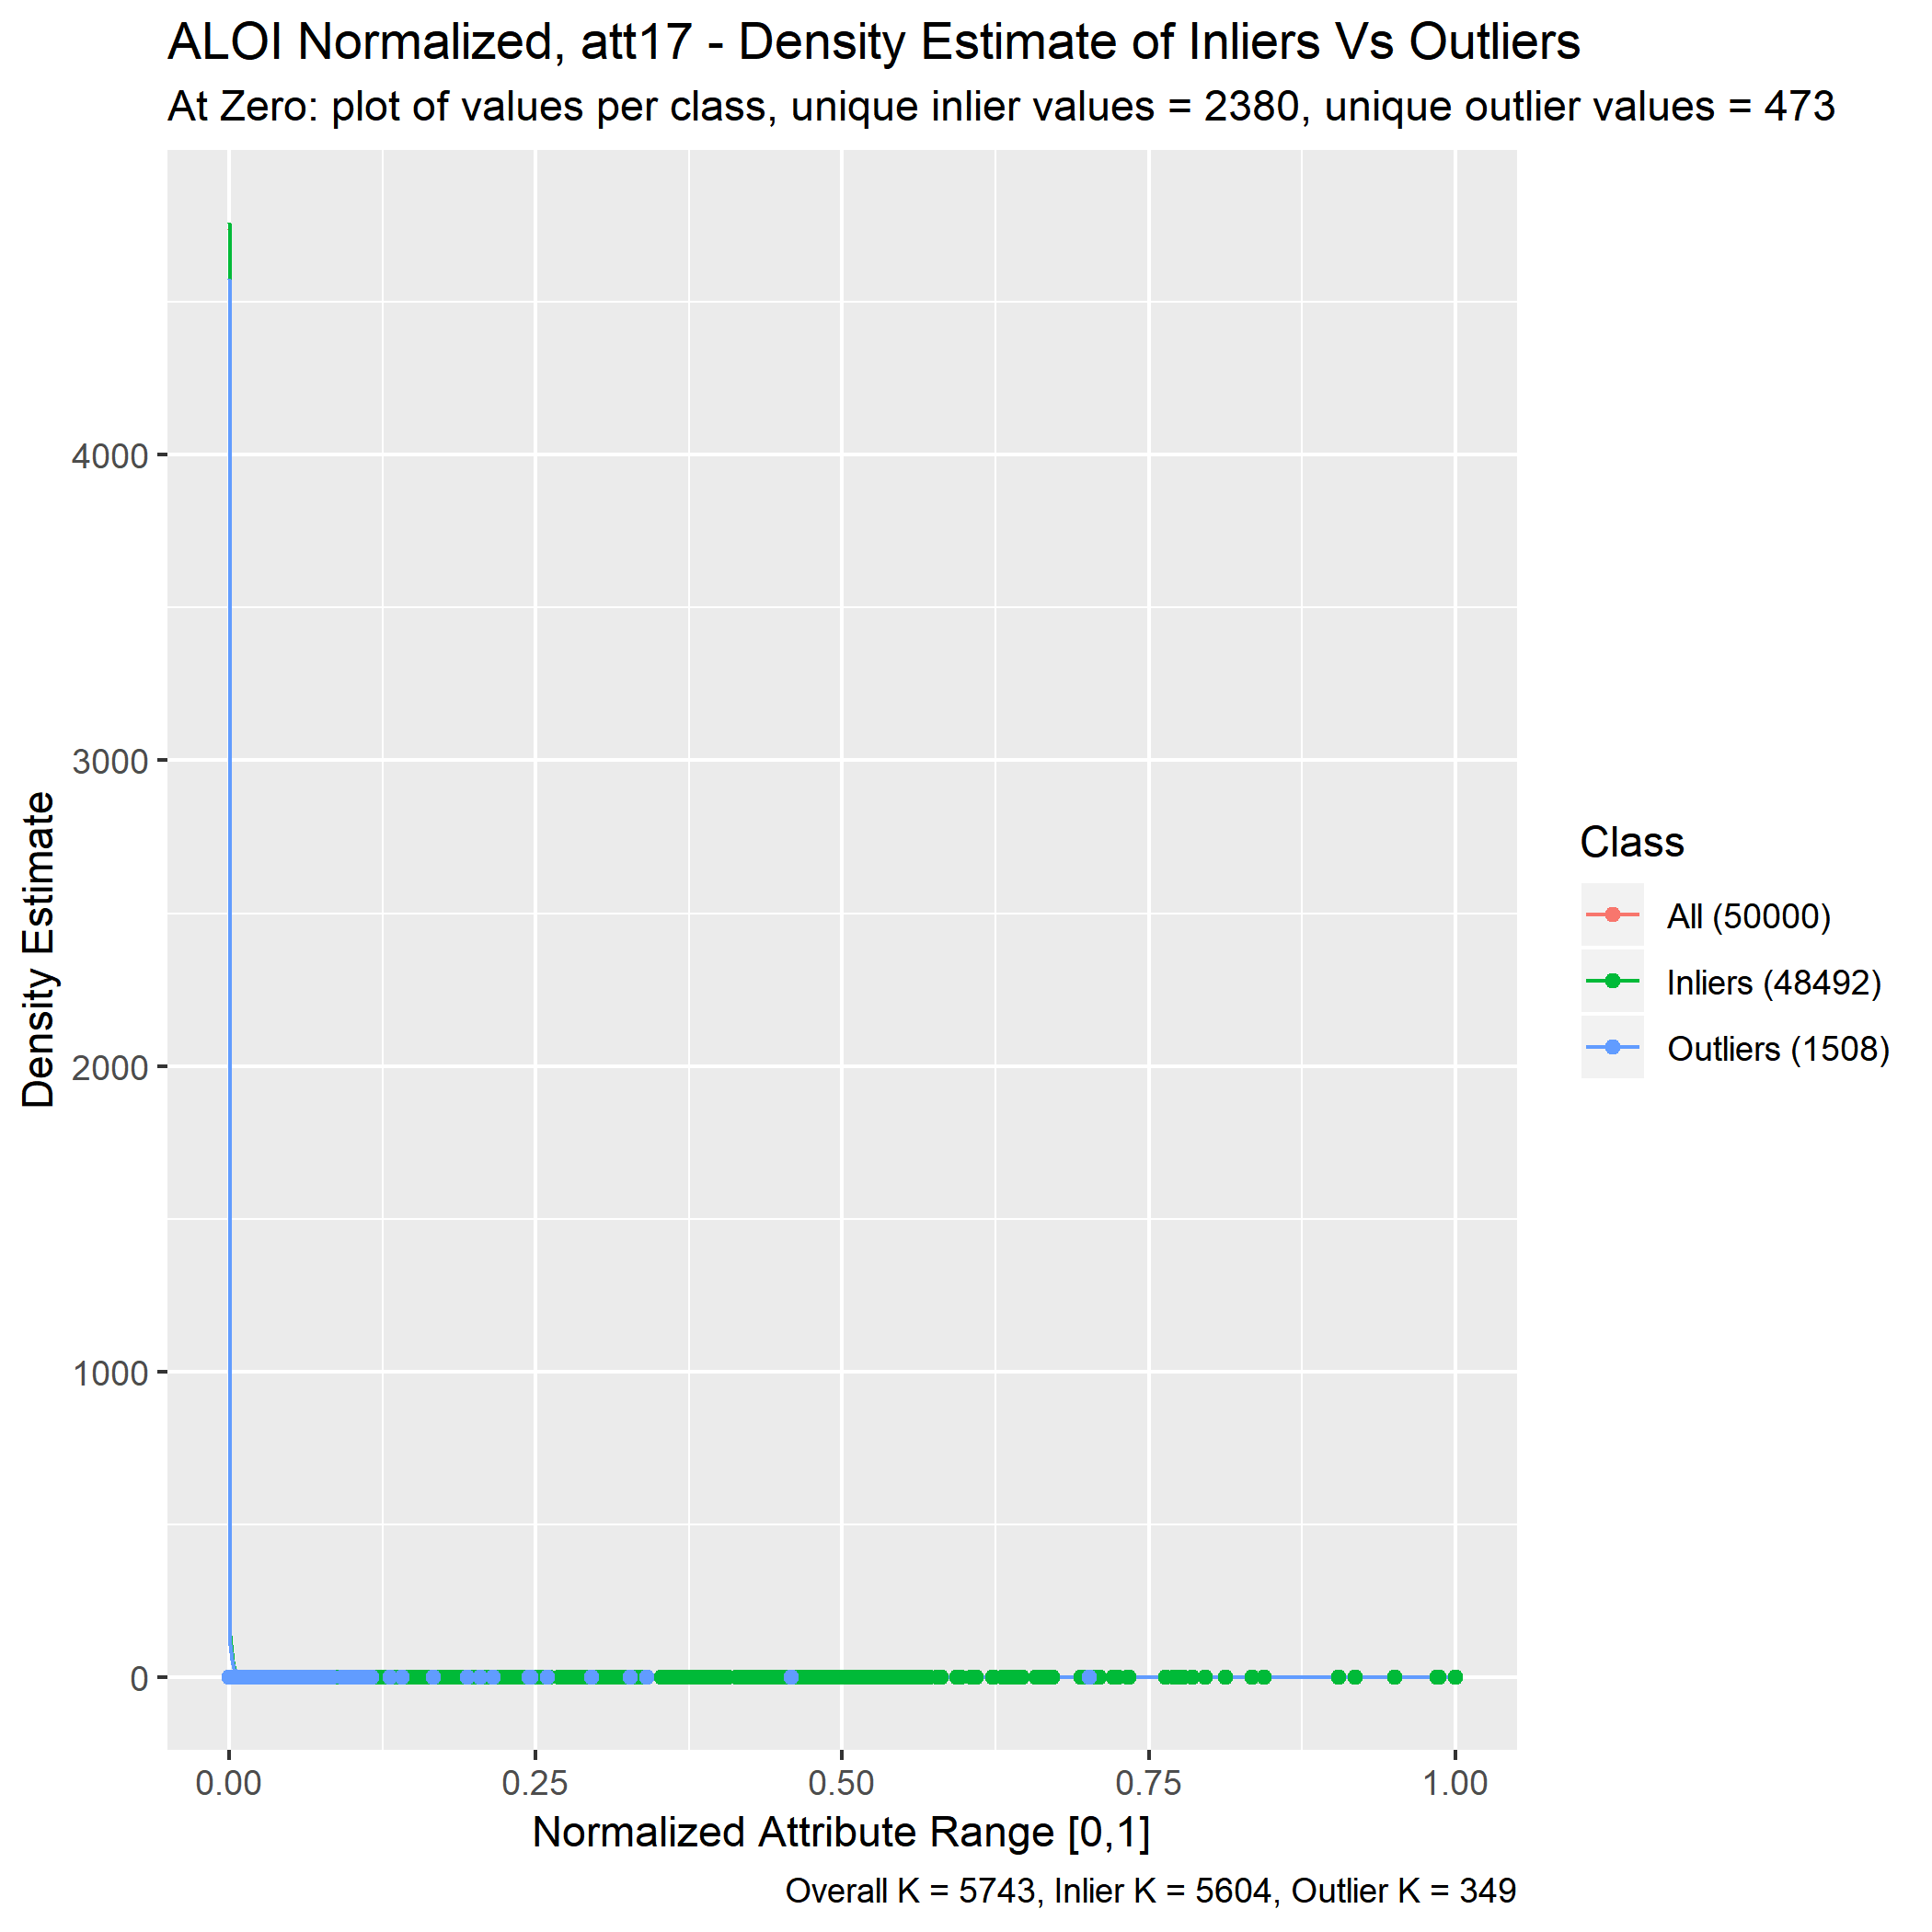 ALOI Normalized, att17 - Density Estimate of Inliers Vs Outliers
At Zero: plot of values per class, unique inlier values = 2380, unique outlier values = 473
Density Estimate
4000
3000
2000
1000
0
0.00 0.25 0.50 0.75 1.00
Normalized Attribute Range [0,1]
Overall K = 5743, Inlier K = 5604, Outlier K = 349
Class
All (50000)
Inliers (48492)
Outliers (1508)